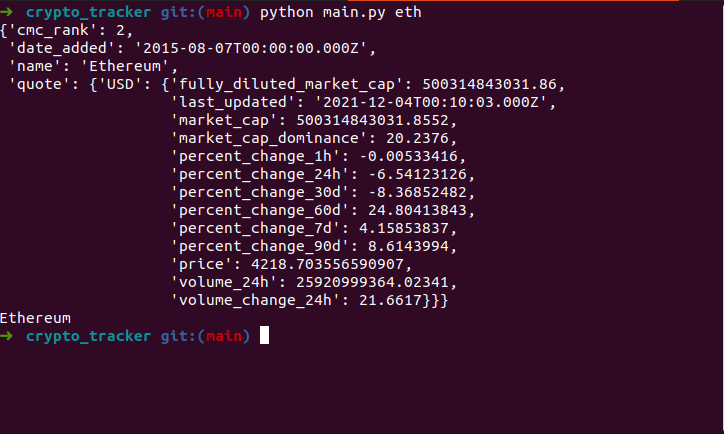 ➜ crypto_tracker git:(main) python main.py eth
{'cmc_rank': 2,
 'date_added': '2015-08-07T00:00:00.000Z',
 'name': 'Ethereum',
 'quote': {'USD': {'fully_diluted_market_cap': 500314843031.86,
                   'last_updated': '2021-12-04T00:10:03.000Z',
                   'market_cap': 500314843031.8552,
                   'market_cap_dominance': 20.2376,
                   'percent_change_1h': -0.00533416,
                   'percent_change_24h': -6.54123126,
                   'percent_change_30d': -8.36852482,
                   'percent_change_60d': 24.80413843,
                   'percent_change_7d': 4.15853837,
                   'percent_change_90d': 8.6143994,
                   'price': 4218.703556590907,
                   'volume_24h': 25920999364.02341,
                   'volume_change_24h': 21.6617}}}
Ethereum
➜ crypto_tracker git:(main)